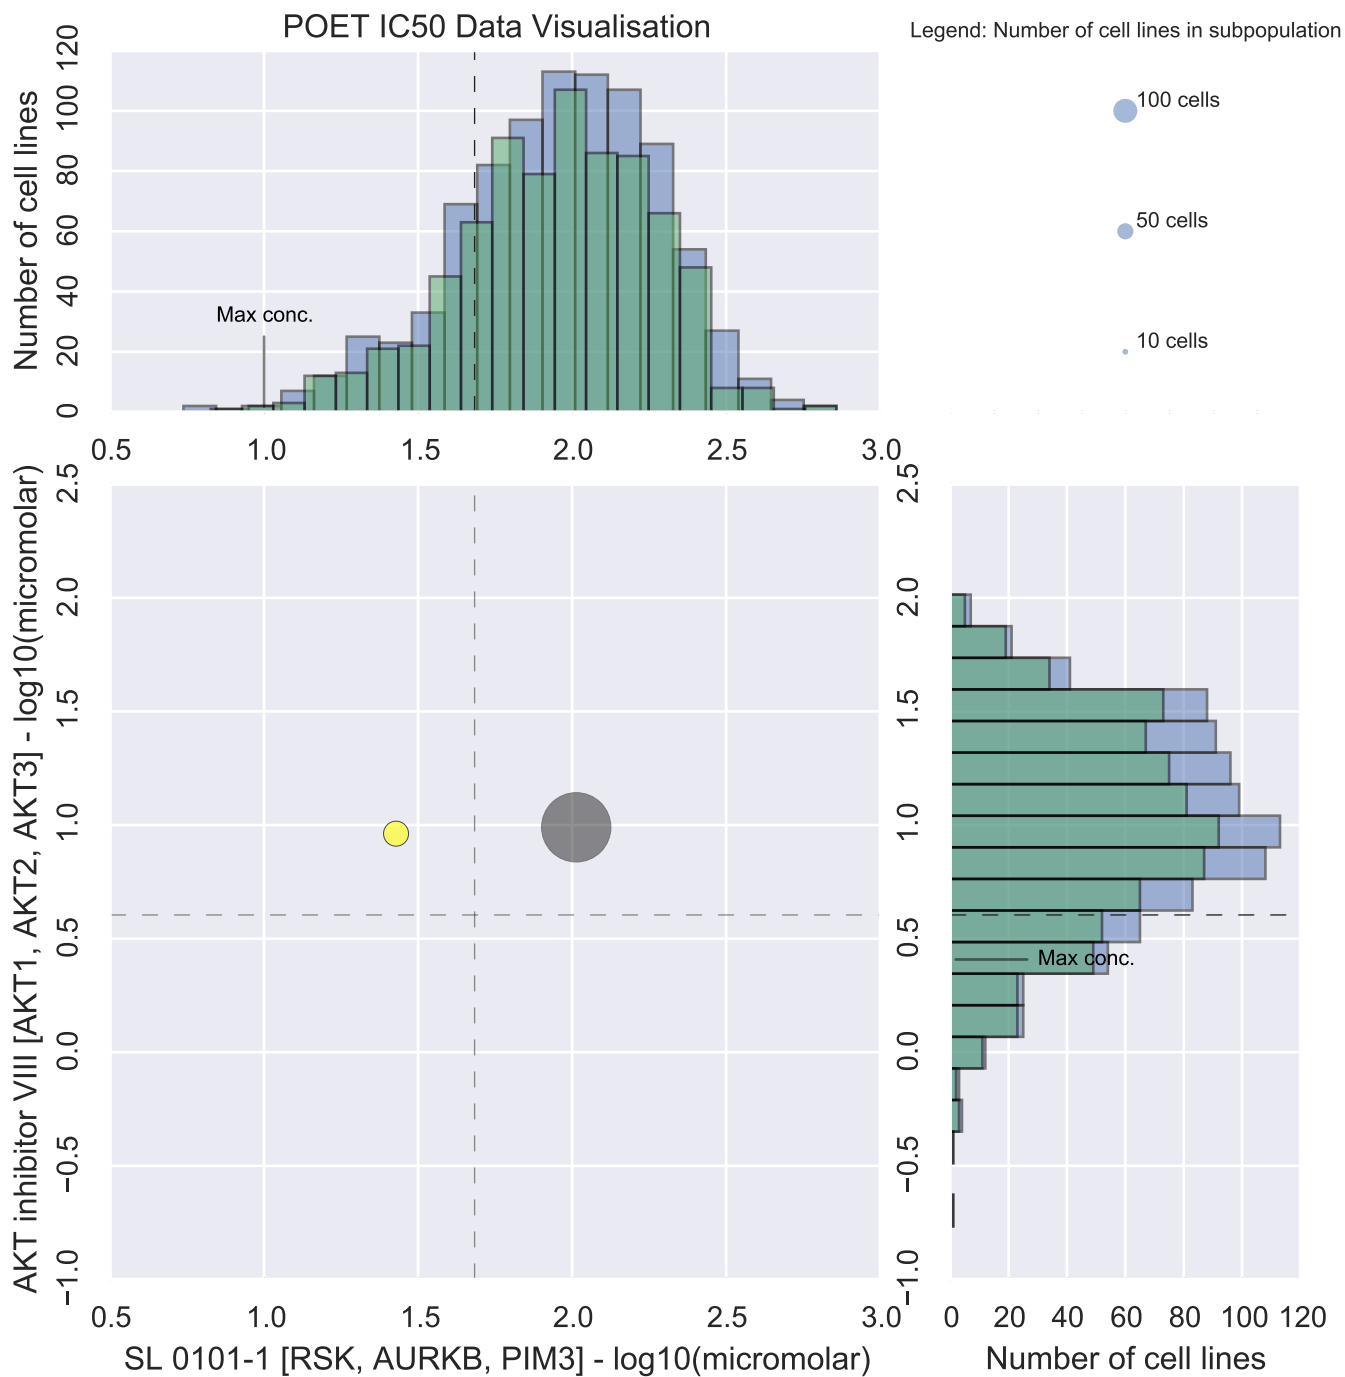 POET IC50 Data Visualisation
Legend: Number of cell lines in subpopulation
Number of cell lines
0
20
40
60
80
100
120
Max conc.
0.5 1.0 1.5 2.0 2.5 3.0
100 cells
50 cells
10 cells
AKT inhibitor VIII [AKT1, AKT2, AKT3] - log10(micromolar)
2.5
2.0
1.5
1.0
0.5
0.0
−0.5
−1.0
0.5 1.0 1.5 2.0 2.5 3.0
SL 0101-1 [RSK, AURKB, PIM3] - log10(micromolar)
2.5
2.0
1.5
1.0
0.5
0.0
−0.5
−1.0
Max conc.
0 20 40 60 80 100 120
Number of cell lines